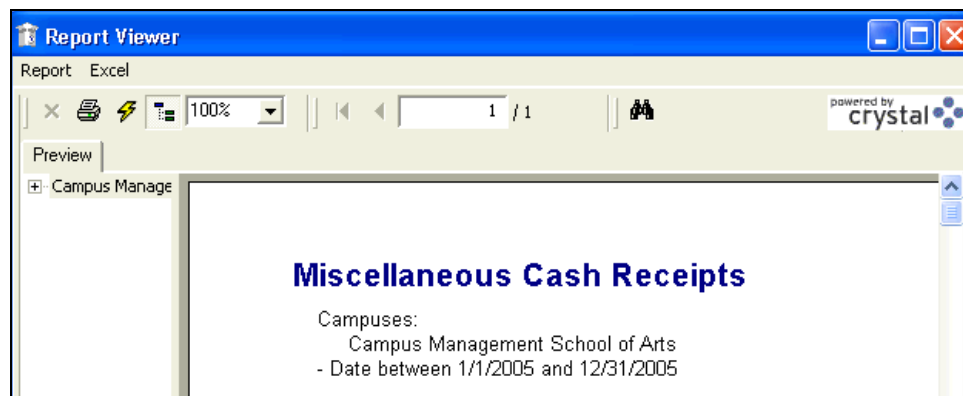 Report Viewer
Report Excel
100% 1 / 1 powered by crystal
Preview
Campus Manage
Miscellaneous Cash Receipts
Campuses:
Campus Management School of Arts
- Date between 1/1/2005 and 12/31/2005